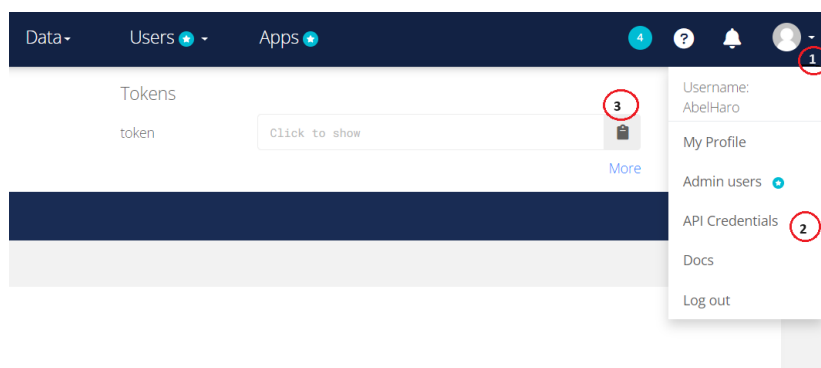 Data Users Apps 4 ?
1
Tokens
3
token Click to show
More
Username:
AbelHaro
My Profile
Admin users
API Credentials
2
Docs
Log out